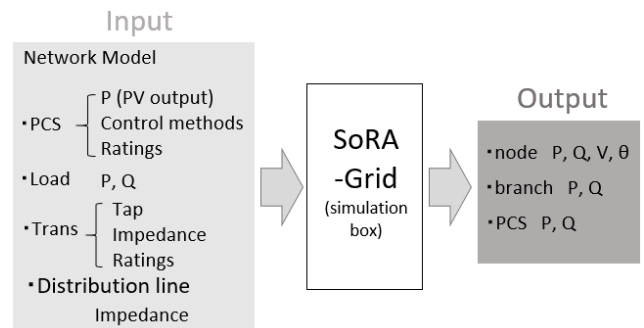 Input
Network Model
・PCS
P (PV output)
Control methods
Ratings
・Load P, Q
・Trans
Tap
Impedance
Ratings
・Distribution line
Impedance
SoRA
-Grid
(simulation
box)
Output
・node P, Q, V, θ
・branch P, Q
・PCS P, Q